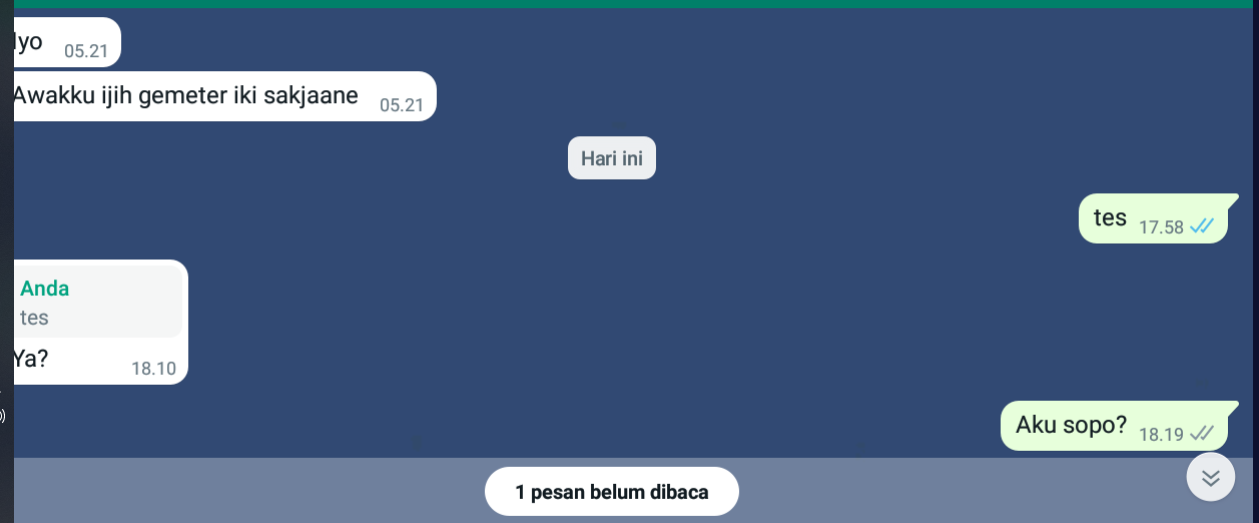 Iyo 05.21
Awakku ijih gemeter iki sakjaane 05.21
Hari ini
tes 17.58
Anda
tes
Ya? 18.10
Aku sopo? 18.19
1 pesan belum dibaca